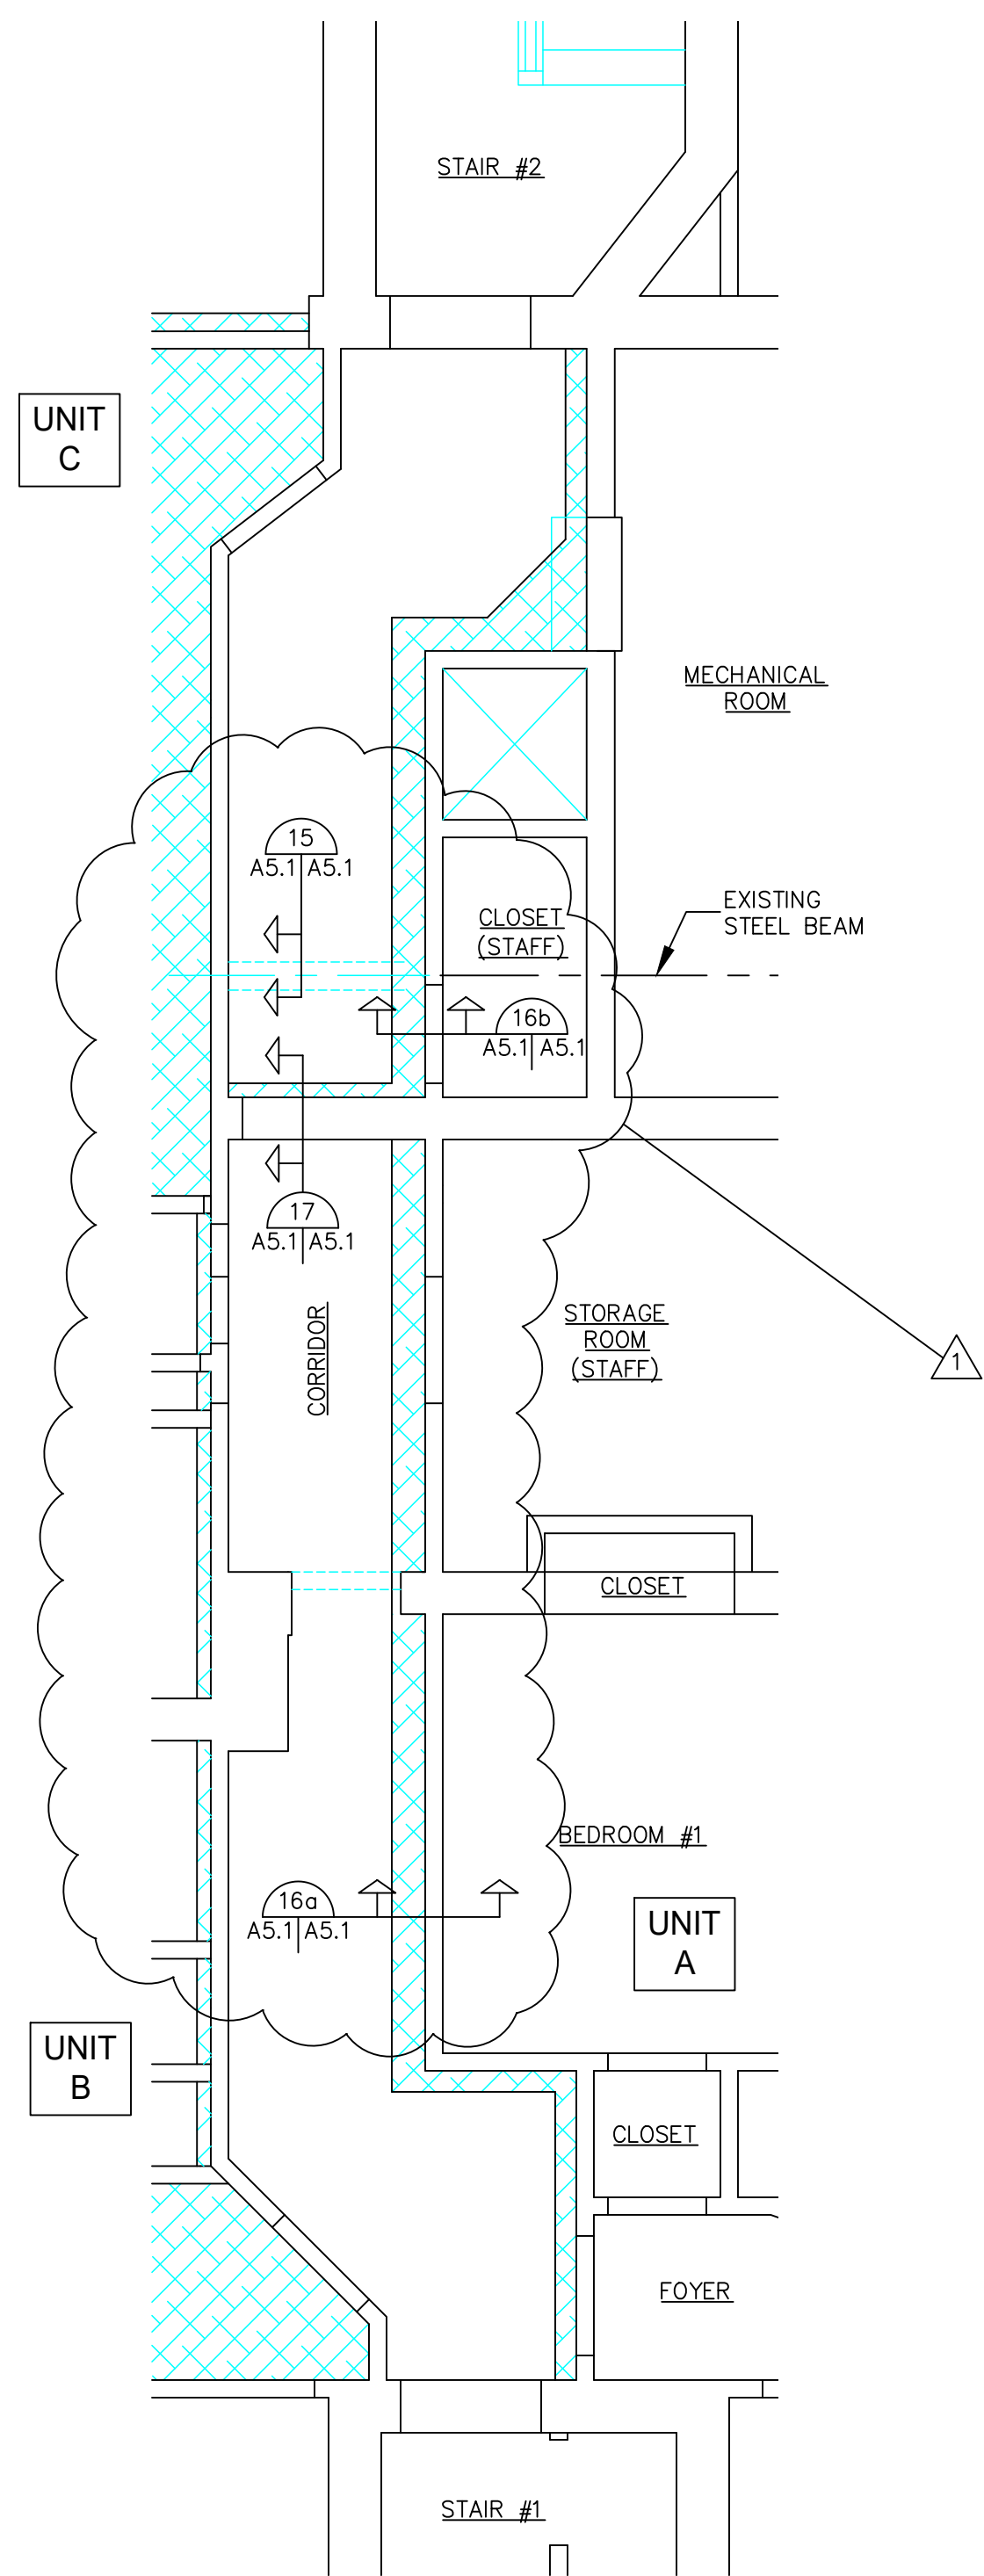 STAIR #2
UNIT
C
MECHANICAL
ROOM
15
A5.1 A5.1
EXISTING
STEEL BEAM
CLOSET
(STAFF)
16b
A5.1 A5.1
17
A5.1 A5.1
CORRIDOR
STORAGE
ROOM
(STAFF)
1
CLOSET
BEDROOM #1
16a
A5.1 A5.1
UNIT
A
UNIT
B
CLOSET
FOYER
STAIR #1